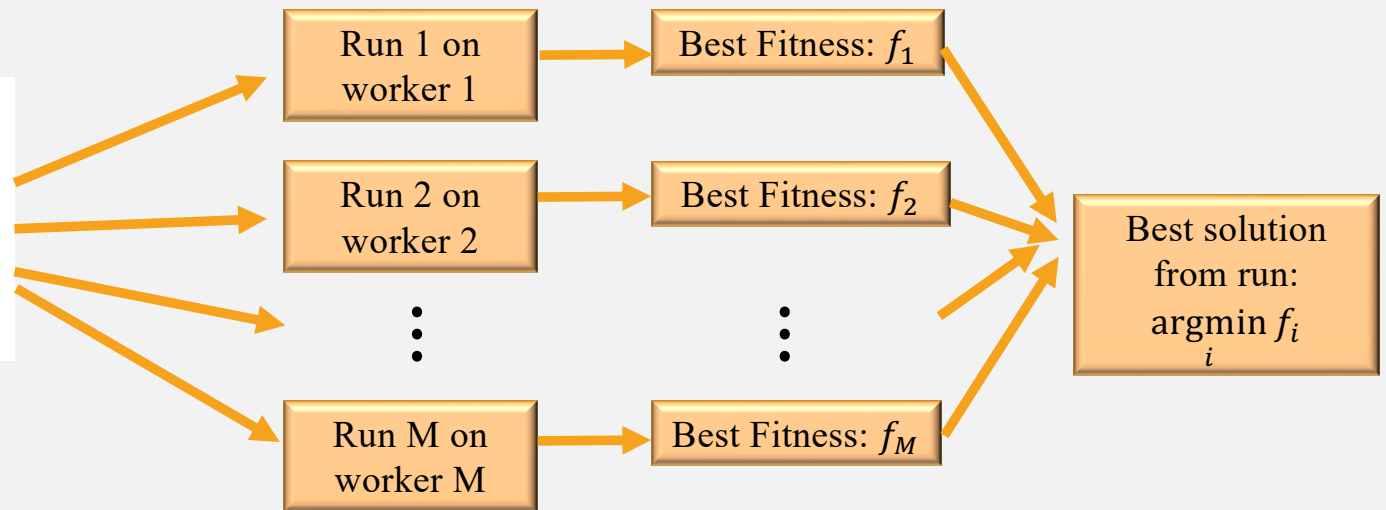 Run 1 on
worker 1
Best Fitness: f₁
Run 2 on
worker 2
Best Fitness: f₂
Best solution
from run:
argmin fᵢ
i
⋮
⋮
Run M on
worker M
Best Fitness: f_M